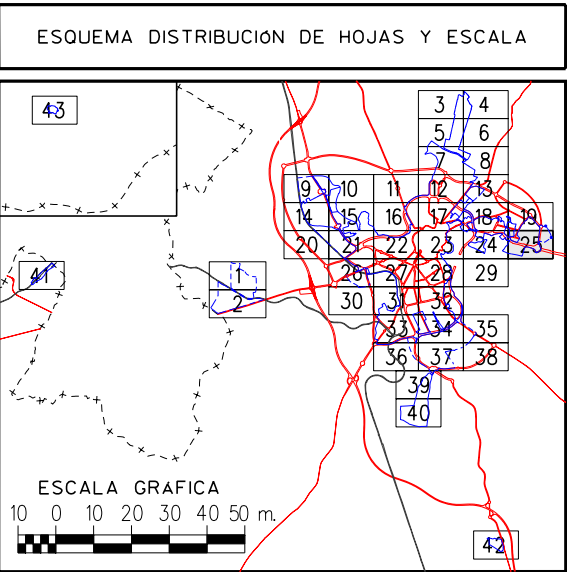 ESQUEMA DISTRIBUCIóN DE HOJAS Y ESCALA
43
3 4
5 6
7 8
9 10 11 12 13
14 15 16 17 18 19
20 21 22 23 24 25
41 1 26 27 28 29
2 30 31 32
33 34 35
36 37 38
39
40
ESCALA GRÁFICA
10 0 10 20 30 40 50 m.
42